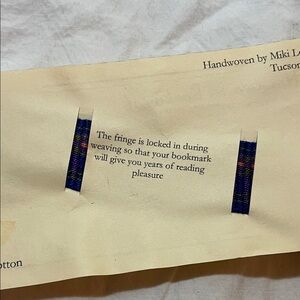 Handwoven by Miki L
Tucson
The fringe is locked in during
weaving so that your bookmark
will give you years of reading
pleasure
otton